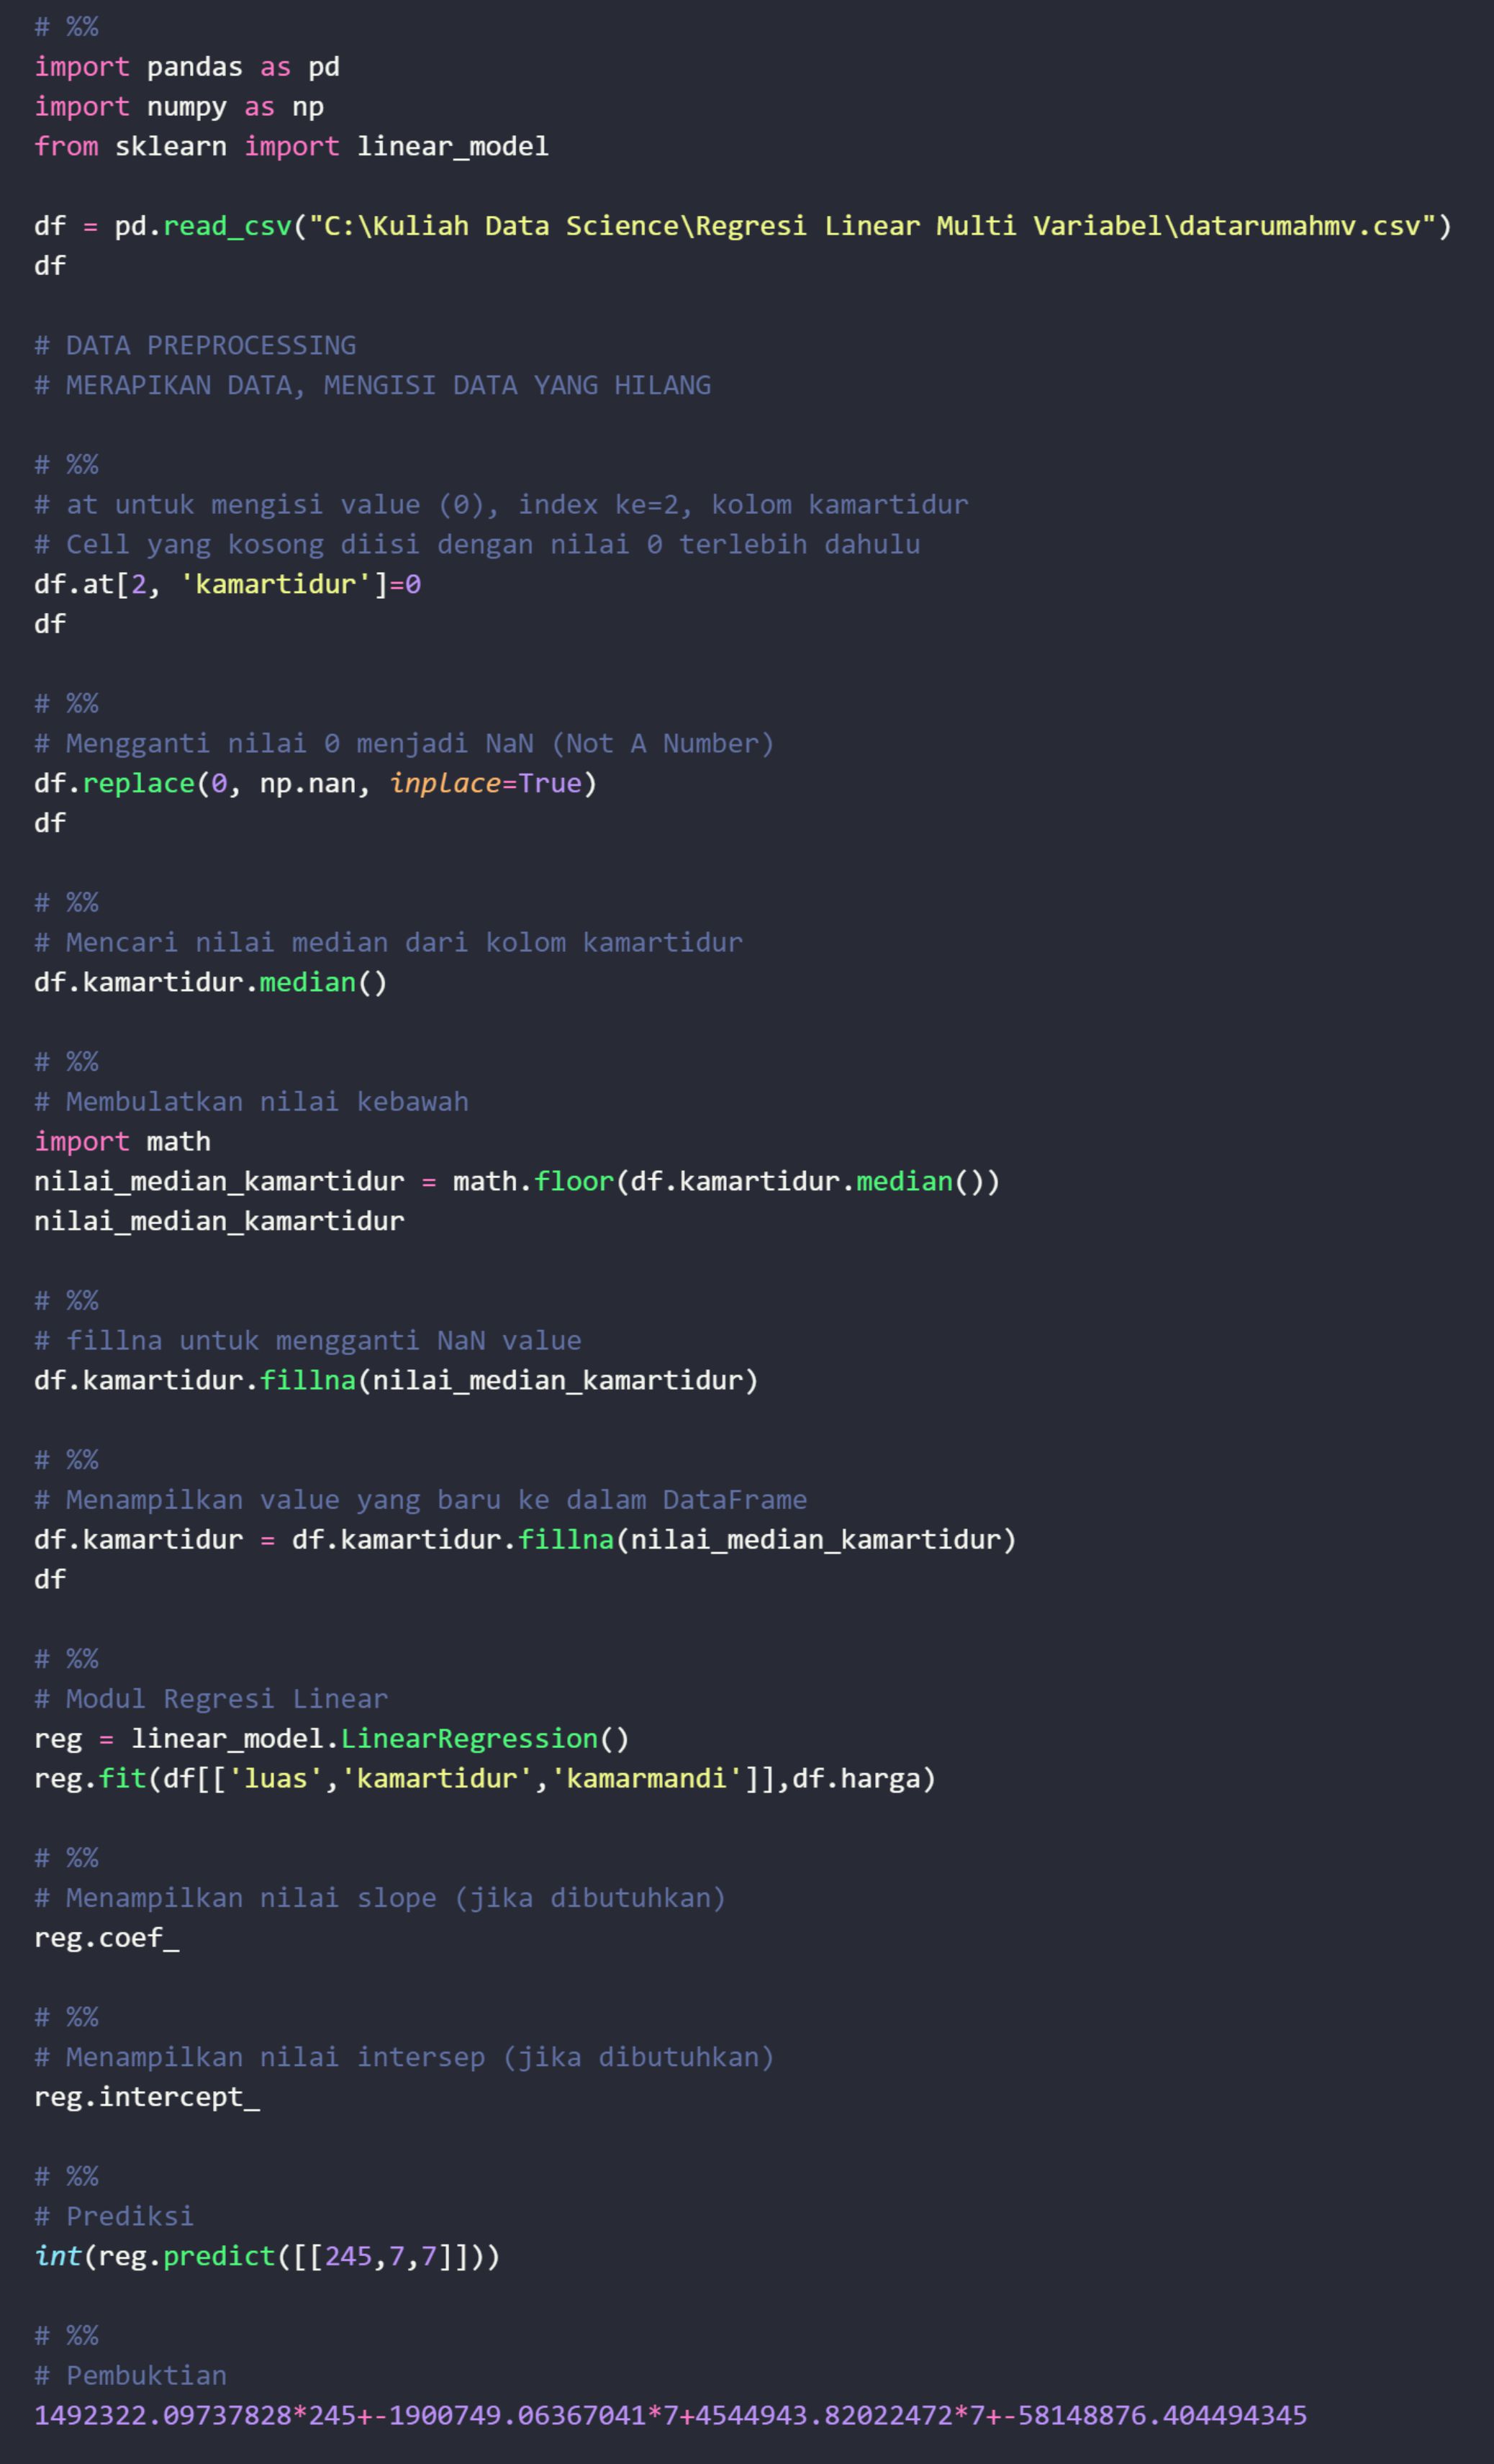 # %%
import pandas as pd
import numpy as np
from sklearn import linear_model
df = pd.read_csv("C:\Kuliah Data Science\Regresi Linear Multi Variabel\datarumahmv.csv")
df
# DATA PREPROCESSING
# MERAPIKAN DATA, MENGISI DATA YANG HILANG
# %%
# at untuk mengisi value (0), index ke=2, kolom kamartidur
# Cell yang kosong diisi dengan nilai 0 terlebih dahulu
df.at[2, 'kamartidur']=0
df
# %%
# Mengganti nilai 0 menjadi NaN (Not A Number)
df.replace(0, np.nan, inplace=True)
df
# %%
# Mencari nilai median dari kolom kamartidur
df.kamartidur.median()
# %%
# Membulatkan nilai kebawah
import math
nilai_median_kamartidur = math.floor(df.kamartidur.median())
nilai_median_kamartidur
# %%
# fillna untuk mengganti NaN value
df.kamartidur.fillna(nilai_median_kamartidur)
# %%
# Menampilkan value yang baru ke dalam DataFrame
df.kamartidur = df.kamartidur.fillna(nilai_median_kamartidur)
df
# %%
# Modul Regresi Linear
reg = linear_model.LinearRegression()
reg.fit(df[['luas','kamartidur','kamarmandi']],df.harga)
# %%
# Menampilkan nilai slope (jika dibutuhkan)
reg.coef_
# %%
# Menampilkan nilai intersep (jika dibutuhkan)
reg.intercept_
# %%
# Prediksi
int(reg.predict([[245,7,7]]))
# %%
# Pembuktian
1492322.09737828*245+-1900749.06367041*7+4544943.82022472*7+-58148876.404494345